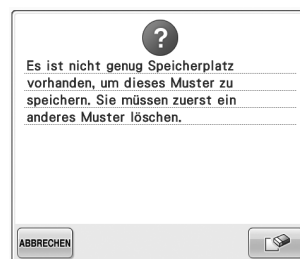 ?
Es ist nicht genug Speicherplatz
vorhanden, um dieses Muster zu
speichern. Sie müssen zuerst ein
anderes Muster löschen.
ABBRECHEN